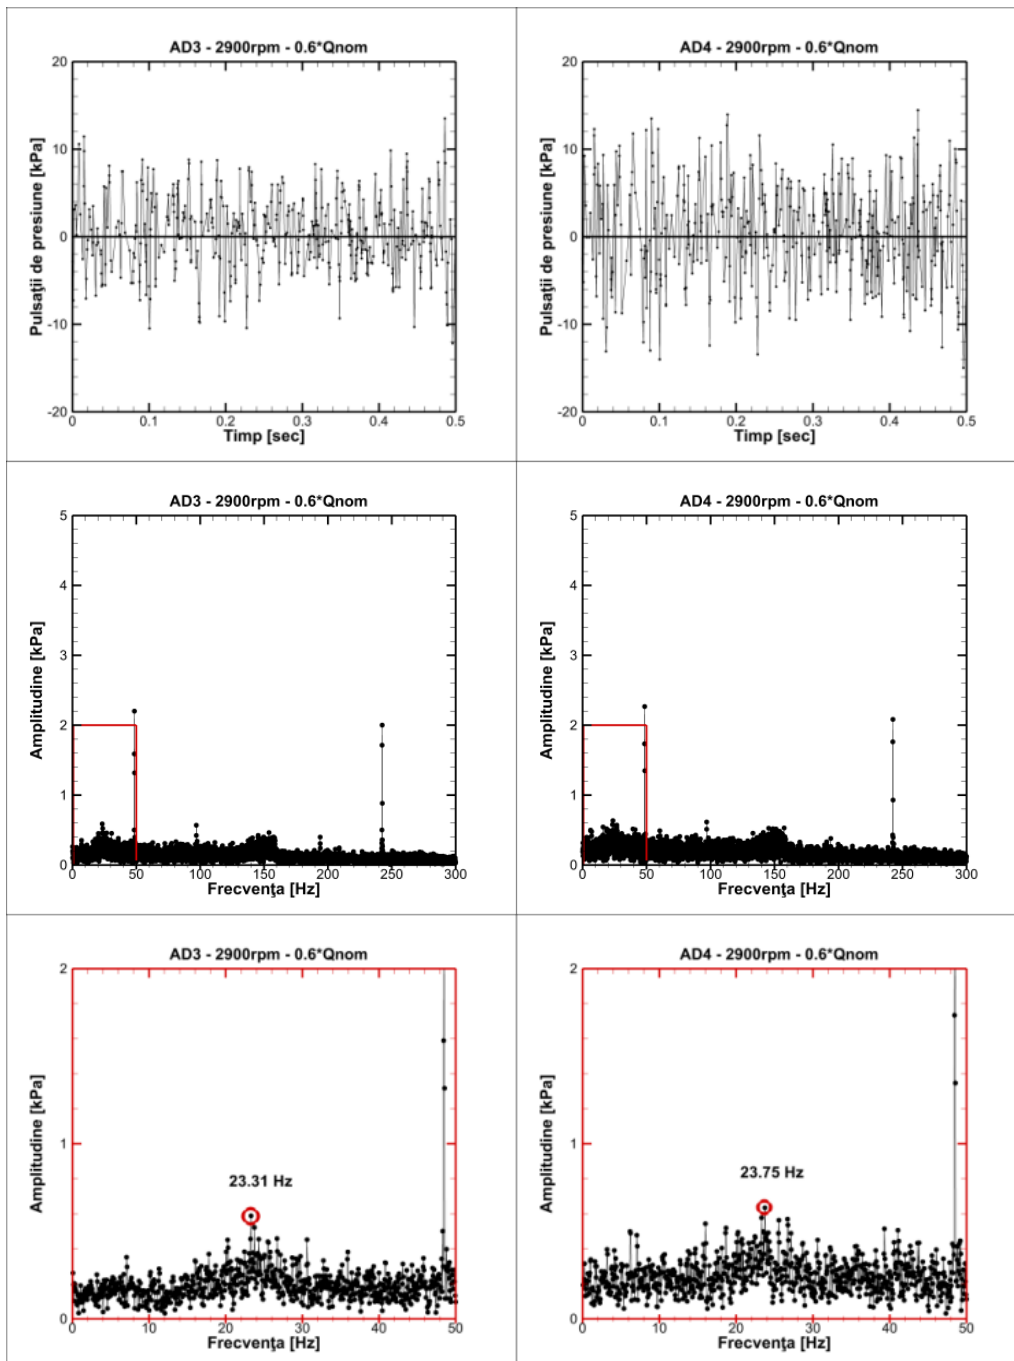 AD3 - 2900rpm - 0.6*Qnom
Pulsaţii de presiune [kPa]
20
10
0
-10
-20
0 0.1 0.2 0.3 0.4 0.5
Timp [sec]
AD4 - 2900rpm - 0.6*Qnom
Pulsaţii de presiune [kPa]
20
10
0
-10
-20
0 0.1 0.2 0.3 0.4 0.5
Timp [sec]
AD3 - 2900rpm - 0.6*Qnom
Amplitudine [kPa]
5
4
3
2
1
0
0 50 100 150 200 250 300
Frecvenţa [Hz]
AD4 - 2900rpm - 0.6*Qnom
Amplitudine [kPa]
5
4
3
2
1
0
0 50 100 150 200 250 300
Frecvenţa [Hz]
AD3 - 2900rpm - 0.6*Qnom
Amplitudine [kPa]
2
1
0
23.31 Hz
0 10 20 30 40 50
Frecvenţa [Hz]
AD4 - 2900rpm - 0.6*Qnom
Amplitudine [kPa]
2
1
0
23.75 Hz
0 10 20 30 40 50
Frecvenţa [Hz]